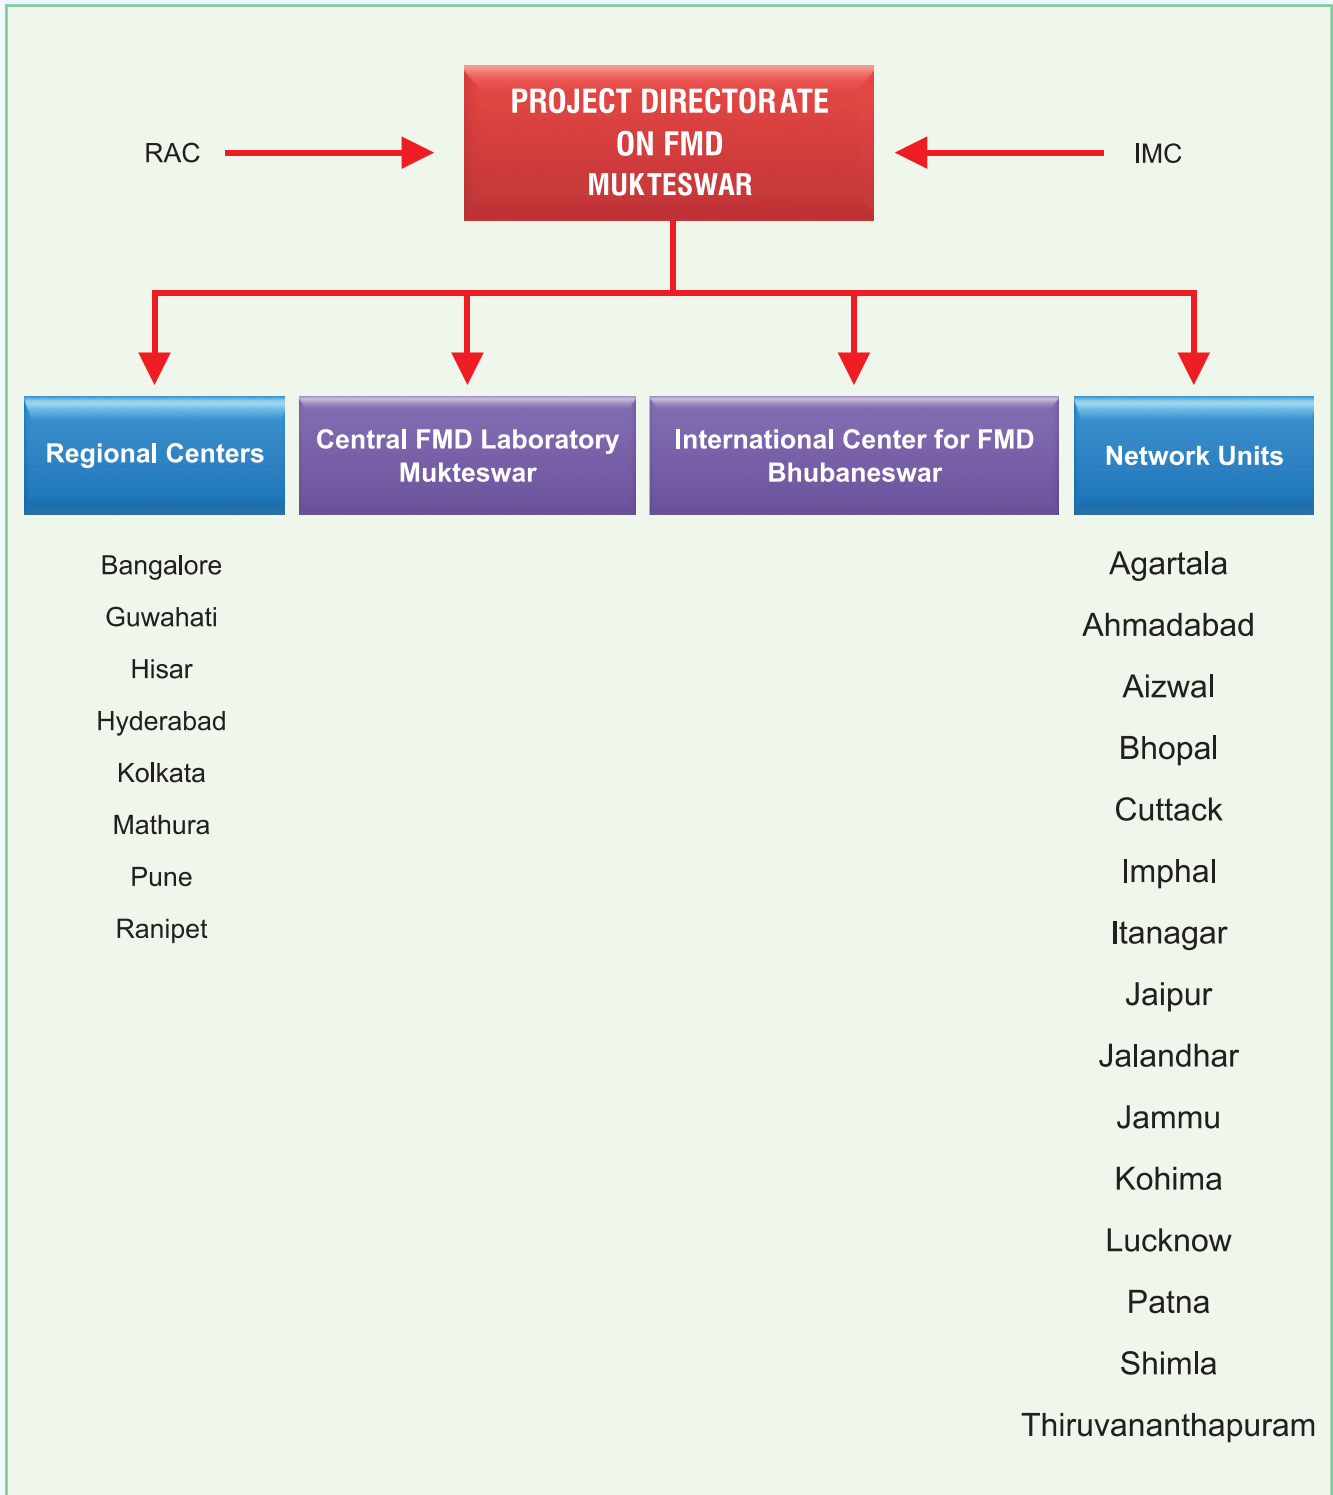 PROJECT DIRECTORATE
ON FMD
MUKTESWAR
RAC
IMC
Regional Centers
Central FMD Laboratory
Mukteswar
International Center for FMD
Bhubaneswar
Network Units
Bangalore
Guwahati
Hisar
Hyderabad
Kolkata
Mathura
Pune
Ranipet
Agartala
Ahmadabad
Aizwal
Bhopal
Cuttack
Imphal
Itanagar
Jaipur
Jalandhar
Jammu
Kohima
Lucknow
Patna
Shimla
Thiruvananthapuram